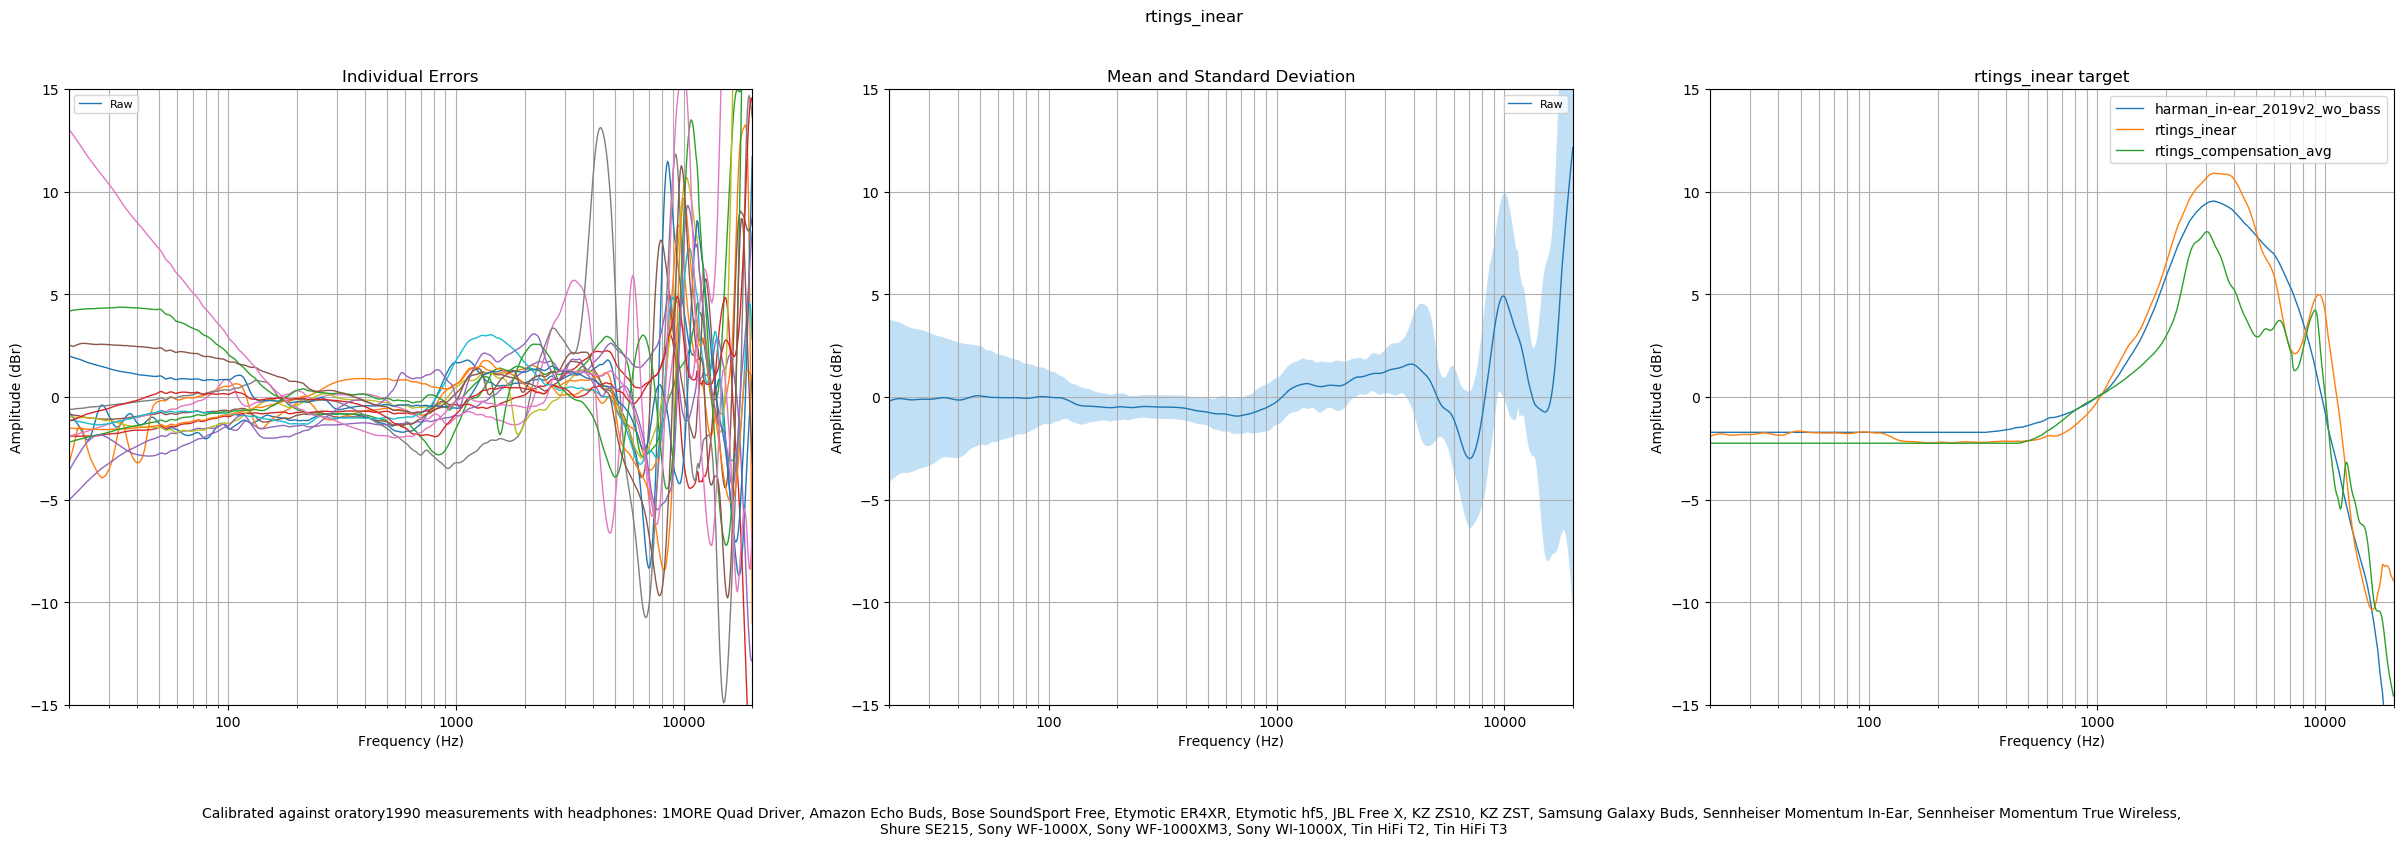 rtings_inear
Individual Errors
Raw
15
10
5
0
−5
−10
−15
Amplitude (dBr)
100
1000
10000
Frequency (Hz)
Mean and Standard Deviation
Raw
15
10
5
0
−5
−10
−15
Amplitude (dBr)
100
1000
10000
Frequency (Hz)
rtings_inear target
harman_in-ear_2019v2_wo_bass
rtings_inear
rtings_compensation_avg
15
10
5
0
−5
−10
−15
Amplitude (dBr)
100
1000
10000
Frequency (Hz)
Calibrated against oratory1990 measurements with headphones: 1MORE Quad Driver, Amazon Echo Buds, Bose SoundSport Free, Etymotic ER4XR, Etymotic hf5, JBL Free X, KZ ZS10, KZ ZST, Samsung Galaxy Buds, Sennheiser Momentum In-Ear, Sennheiser Momentum True Wireless,
Shure SE215, Sony WF-1000X, Sony WF-1000XM3, Sony WI-1000X, Tin HiFi T2, Tin HiFi T3